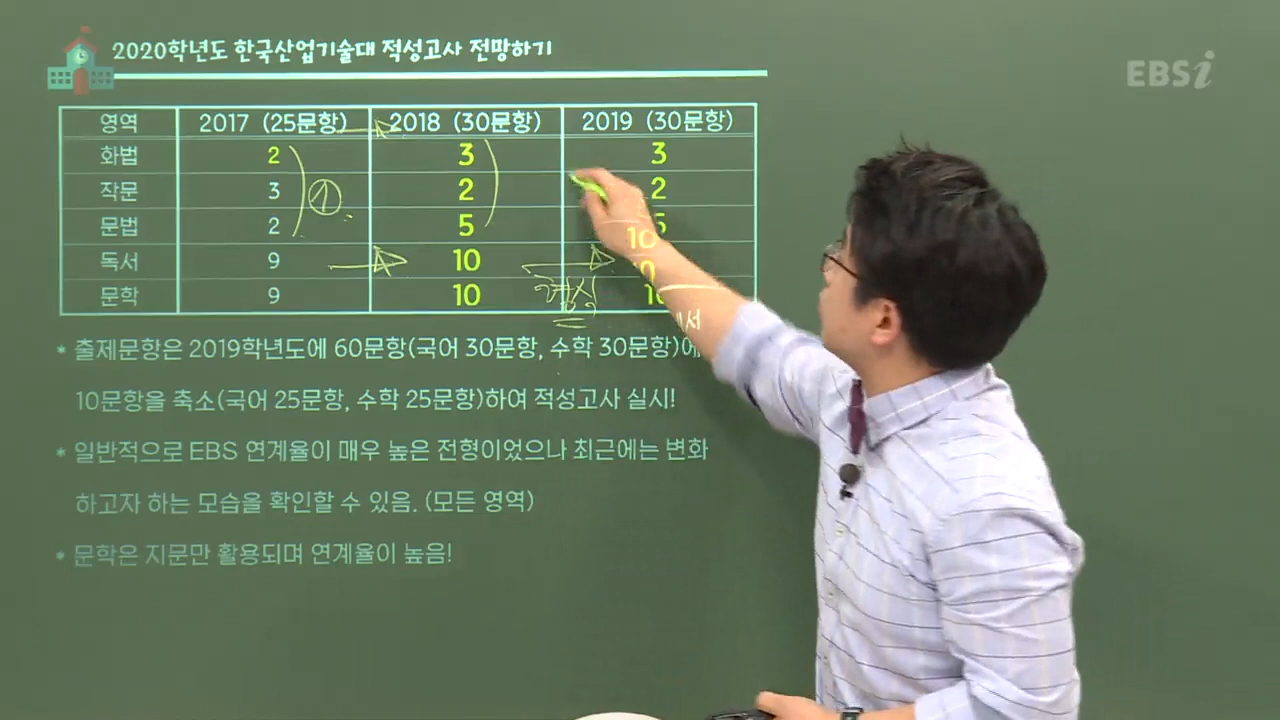 2020학년도 한국산업기술대 적성고사 전망하기
EBSi
영역 2017 (25문항) 2018 (30문항) 2019 (30문항)
화법 2 3 3
작문 3 2 2
문법 2 5 5
독서 9 10
문학 9 10
①
10
* 출제문항은 2019학년도에 60문항(국어 30문항, 수학 30문항)에
10문항을 축소(국어 25문항, 수학 25문항)하여 적성고사 실시!
* 일반적으로 EBS 연계율이 매우 높은 전형이었으나 최근에는 변화
하고자 하는 모습을 확인할 수 있음. (모든 영역)
* 문학은 지문만 활용되며 연계율이 높음!